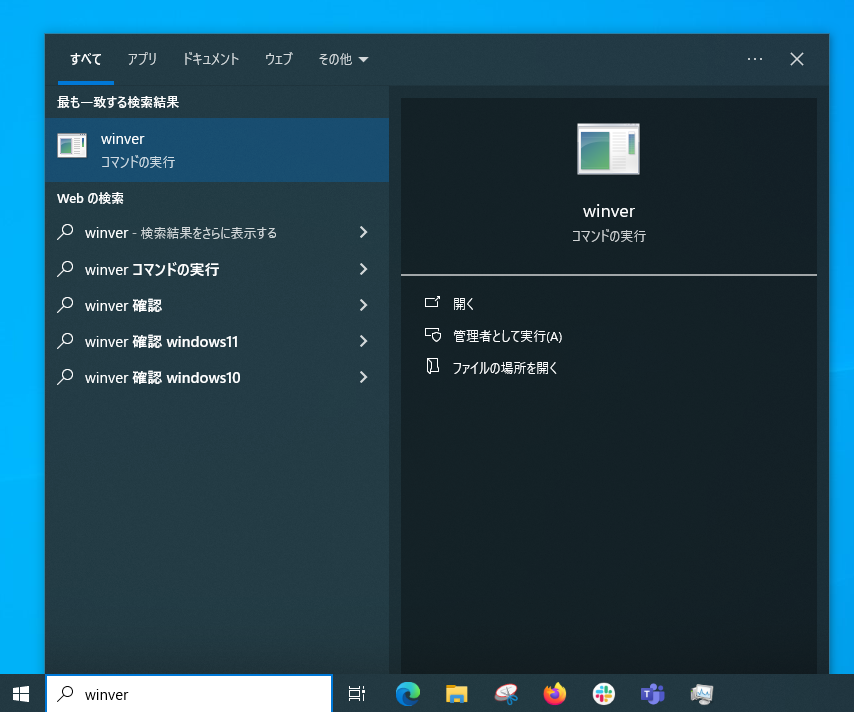 すべて アプリ ドキュメント ウェブ その他
最も一致する検索結果
winver
コマンドの実行
Web の検索
winver - 検索結果をさらに表示する
winver コマンドの実行
winver 確認
winver 確認 windows11
winver 確認 windows10
winver
コマンドの実行
開く
管理者として実行(A)
ファイルの場所を開く
winver